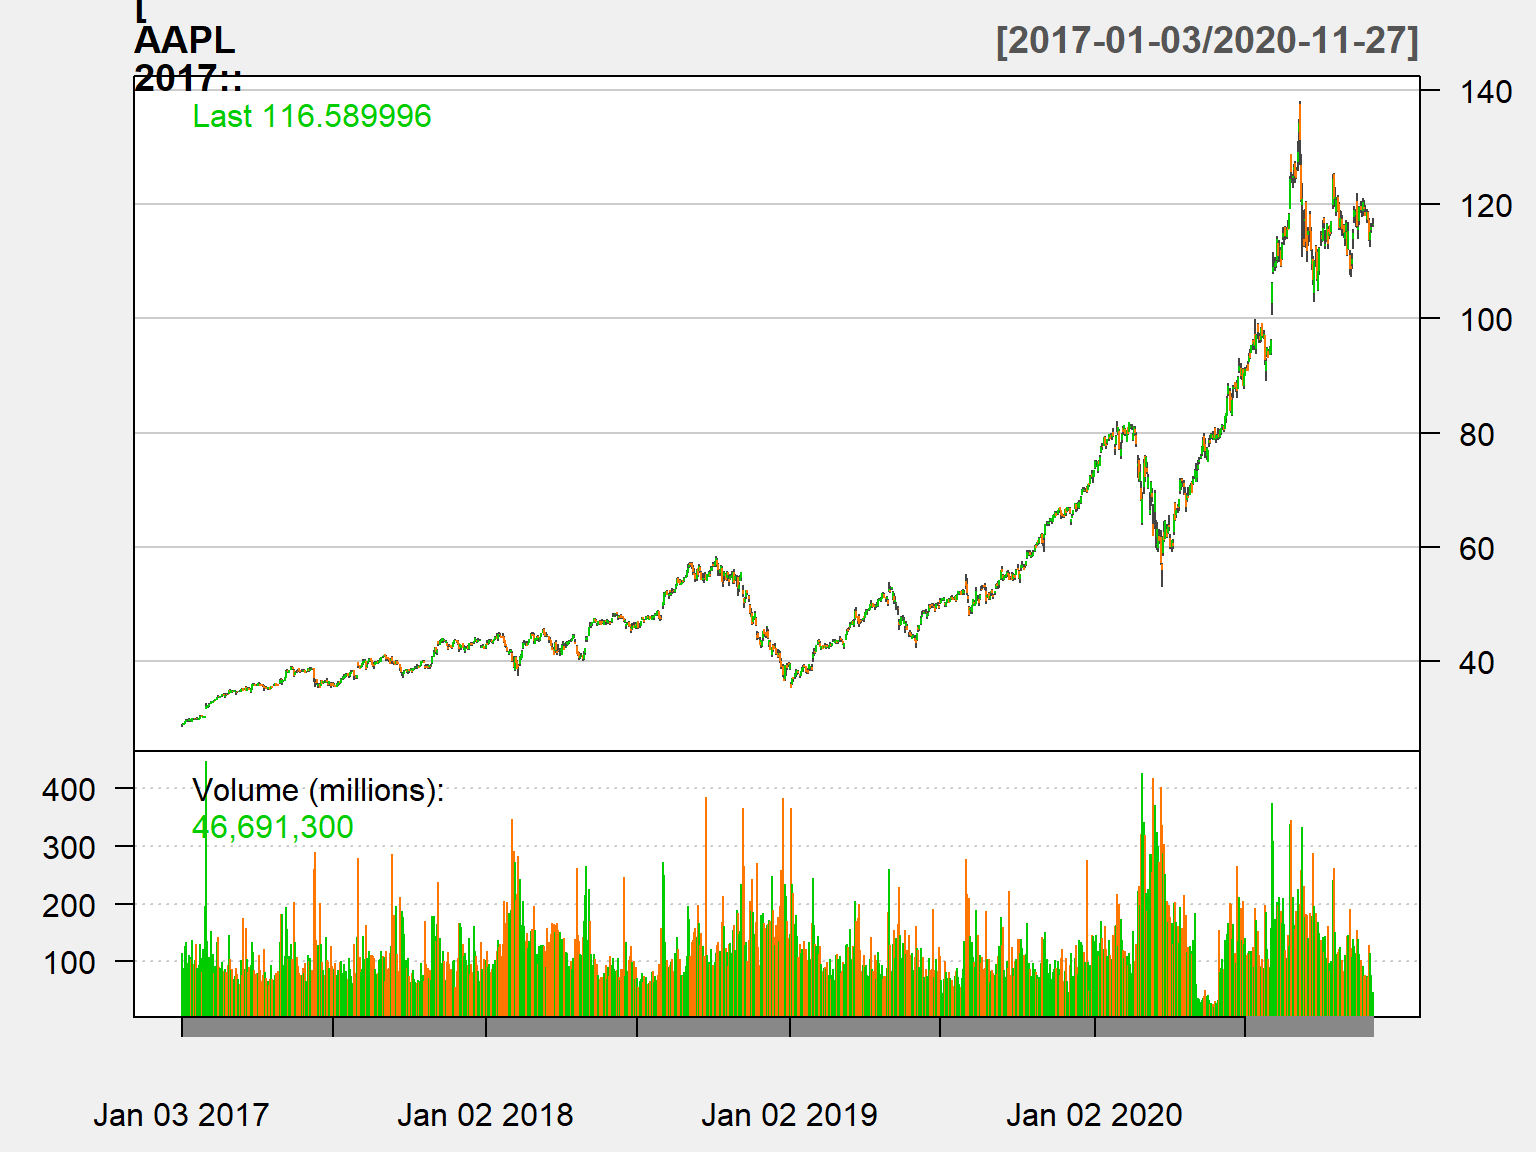 [
AAPL
2017::
[2017-01-03/2020-11-27]
Last 116.589996
140
120
100
80
60
40
Volume (millions):
46,691,300
400
300
200
100
Jan 03 2017
Jan 02 2018
Jan 02 2019
Jan 02 2020